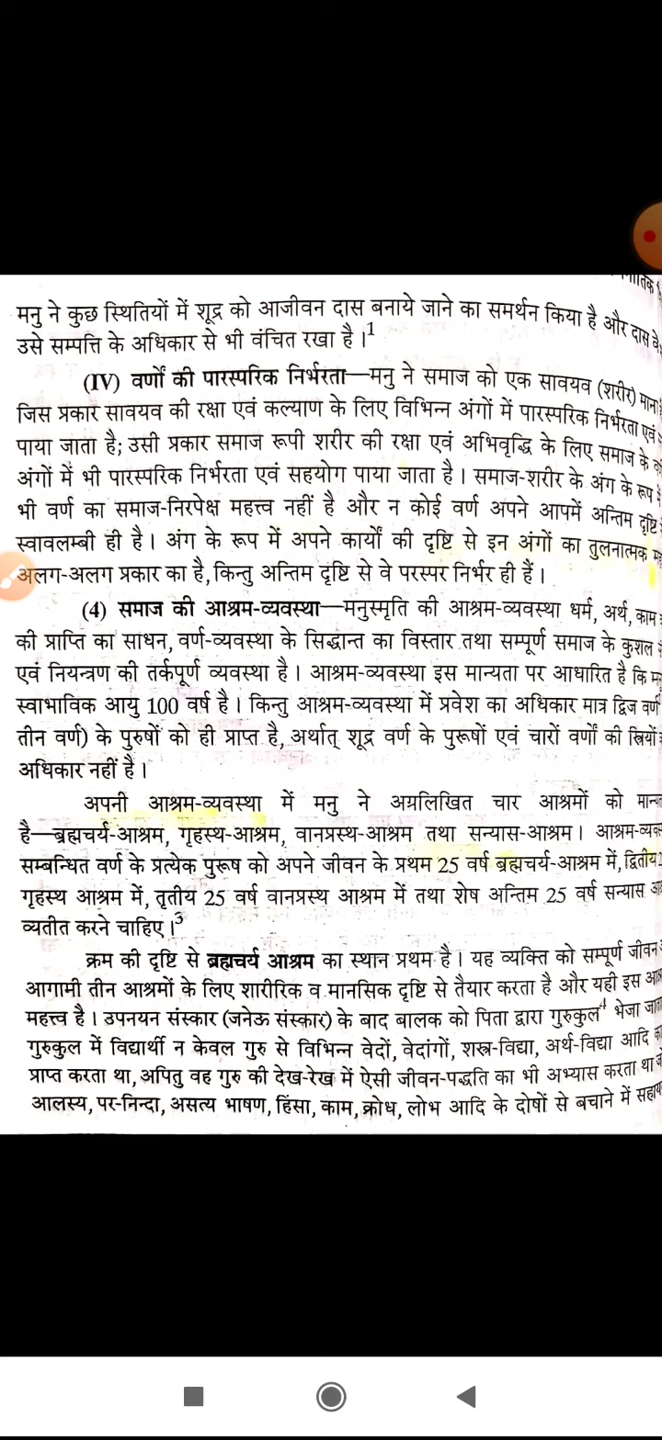 मनु ने कुछ स्थितियों में शूद्र को आजीवन दास बनाये जाने का समर्थन किया है और दास के
उसे सम्पत्ति के अधिकार से भी वंचित रखा है।1
(IV) वर्णों की पारस्परिक निर्भरता—मनु ने समाज को एक सावयव (शरीर) माना
जिस प्रकार सावयव की रक्षा एवं कल्याण के लिए विभिन्न अंगों में पारस्परिक निर्भरता एवं
पाया जाता है; उसी प्रकार समाज रूपी शरीर की रक्षा एवं अभिवृद्धि के लिए समाज के
अंगों में भी पारस्परिक निर्भरता एवं सहयोग पाया जाता है। समाज-शरीर के अंग के रूप
भी वर्ण का समाज-निरपेक्ष महत्त्व नहीं है और न कोई वर्ण अपने आपमें अन्तिम दृष्टि
स्वावलम्बी ही है। अंग के रूप में अपने कार्यों की दृष्टि से इन अंगों का तुलनात्मक
अलग-अलग प्रकार का है, किन्तु अन्तिम दृष्टि से वे परस्पर निर्भर ही हैं।
(4) समाज की आश्रम-व्यवस्था—मनुस्मृति की आश्रम-व्यवस्था धर्म, अर्थ, काम
की प्राप्ति का साधन, वर्ण-व्यवस्था के सिद्धान्त का विस्तार तथा सम्पूर्ण समाज के कुशल
एवं नियन्त्रण की तर्कपूर्ण व्यवस्था है। आश्रम-व्यवस्था इस मान्यता पर आधारित है कि
स्वाभाविक आयु 100 वर्ष है। किन्तु आश्रम-व्यवस्था में प्रवेश का अधिकार मात्र द्विज वर्ण
तीन वर्ण) के पुरुषों को ही प्राप्त है, अर्थात् शूद्र वर्ण के पुरूषों एवं चारों वर्णों की स्त्रियों
अधिकार नहीं है।
अपनी आश्रम-व्यवस्था में मनु ने अग्रलिखित चार आश्रमों को
है—ब्रह्मचर्य-आश्रम, गृहस्थ-आश्रम, वानप्रस्थ-आश्रम तथा सन्यास-आश्रम।
सम्बन्धित वर्ण के प्रत्येक पुरूष को अपने जीवन के प्रथम 25 वर्ष ब्रह्मचर्य-आश्रम में, द्वितीय
गृहस्थ आश्रम में, तृतीय 25 वर्ष वानप्रस्थ आश्रम में तथा शेष अन्तिम 25 वर्ष सन्यास
व्यतीत करने चाहिए।3
क्रम की दृष्टि से ब्रह्मचर्य आश्रम का स्थान प्रथम है। यह व्यक्ति को सम्पूर्ण जीवन
आगामी तीन आश्रमों के लिए शारीरिक व मानसिक दृष्टि से तैयार करता है और यही इस
महत्त्व है। उपनयन संस्कार (जनेऊ संस्कार) के बाद बालक को पिता द्वारा गुरुकुल4 भेजा
गुरुकुल में विद्यार्थी न केवल गुरु से विभिन्न वेदों, वेदांगों, शस्त्र-विद्या, अर्थ-विद्या आदि
प्राप्त करता था, अपितु वह गुरु की देख-रेख में ऐसी जीवन-पद्धति का भी अभ्यास करता था
आलस्य, पर-निन्दा, असत्य भाषण, हिंसा, काम, क्रोध, लोभ आदि के दोषों से बचाने में